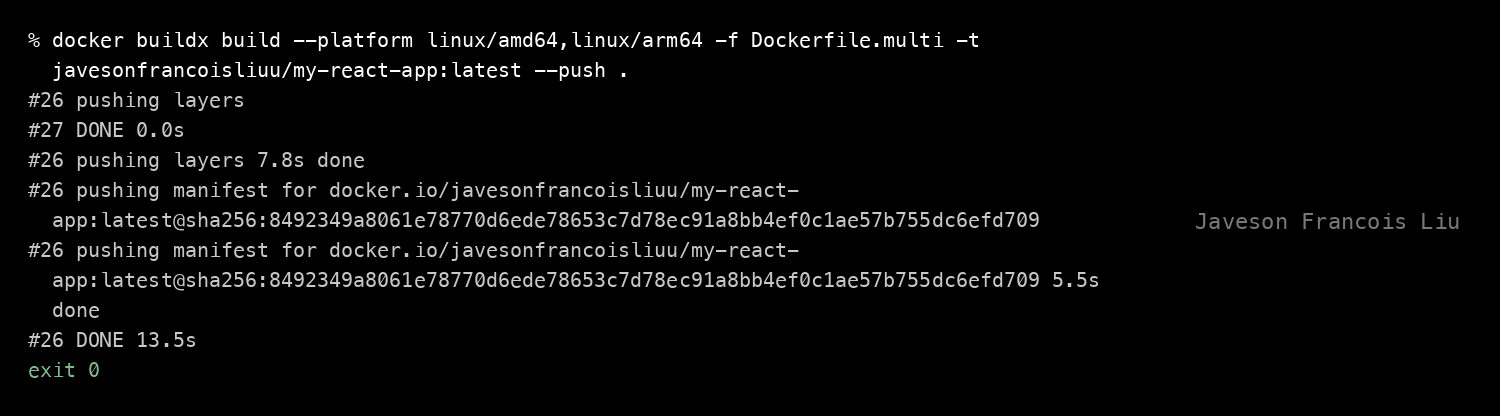 % docker buildx build --platform linux/amd64,linux/arm64 -f Dockerfile.multi -t
javesonfrancoisliuu/my-react-app:latest --push .
#26 pushing layers
#27 DONE 0.0s
#26 pushing layers 7.8s done
#26 pushing manifest for docker.io/javesonfrancoisliuu/my-react-
app:latest@sha256:8492349a8061e78770d6ede78653c7d78ec91a8bb4ef0c1ae57b755dc6efd709
Javeson Francois Liu
#26 pushing manifest for docker.io/javesonfrancoisliuu/my-react-
app:latest@sha256:8492349a8061e78770d6ede78653c7d78ec91a8bb4ef0c1ae57b755dc6efd709 5.5s
done
#26 DONE 13.5s
exit 0